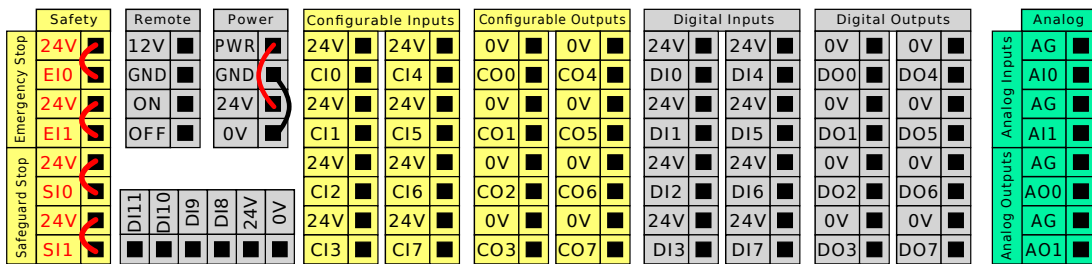 Safety
Emergency Stop
24V
EI0
24V
EI1
Safeguard Stop
24V
SI0
24V
SI1
Remote
12V
GND
ON
OFF
Power
PWR
GND
24V
0V
DI11 DI10 DI9 DI8 24V 0V
Configurable Inputs
24V 24V
CI0 CI4
24V 24V
CI1 CI5
24V 24V
CI2 CI6
24V 24V
CI3 CI7
Configurable Outputs
0V 0V
CO0 CO4
0V 0V
CO1 CO5
0V 0V
CO2 CO6
0V 0V
CO3 CO7
Digital Inputs
24V 24V
DI0 DI4
24V 24V
DI1 DI5
24V 24V
DI2 DI6
24V 24V
DI3 DI7
Digital Outputs
0V 0V
DO0 DO4
0V 0V
DO1 DO5
0V 0V
DO2 DO6
0V 0V
DO3 DO7
Analog
Analog Inputs
AG
AI0
AG
AI1
Analog Outputs
AG
AO0
AG
AO1